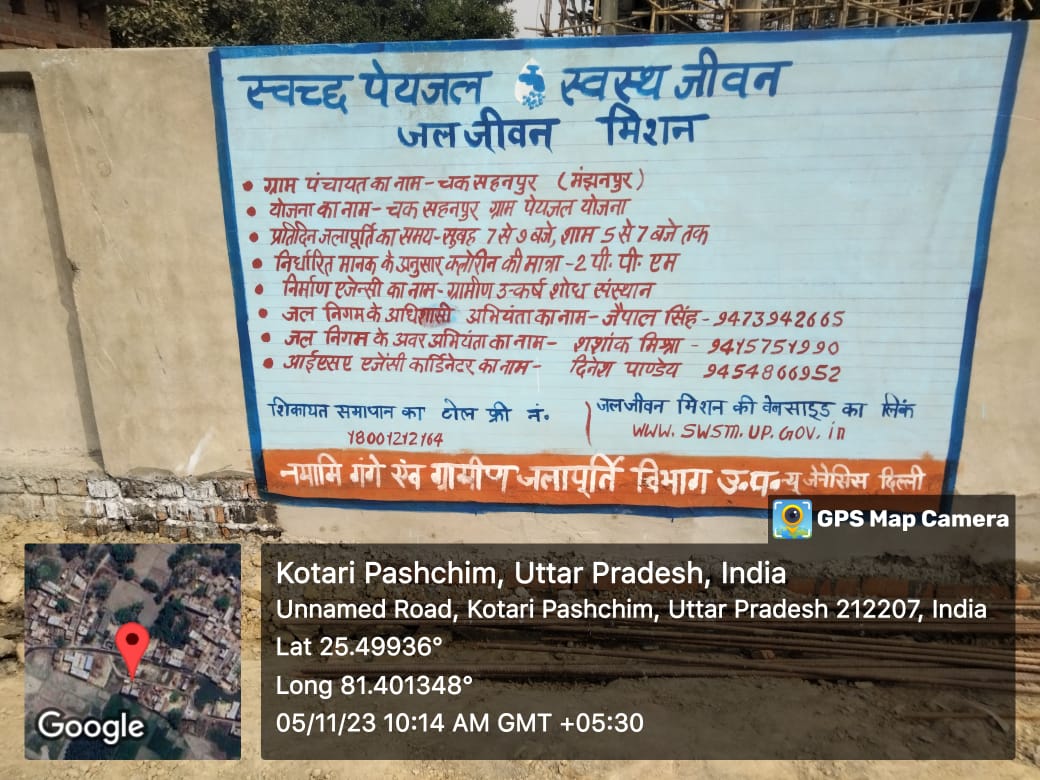 स्वच्छ पेयजल स्वस्थ जीवन
जल जीवन मिशन
• ग्राम पंचायत का नाम - चक सहनपुर (मंझनपुर)
• योजना का नाम - चक सहनपुर ग्राम पेयजल योजना
• प्रतिदिन जलापूर्ति का समय - सुबह 7 से 9 बजे, शाम 5 से 7 बजे तक
• निर्धारित मानक के अनुसार क्लोरीन की मात्रा - 2 पी. पी. एम
• निर्माण एजेन्सी का नाम - ग्रामीण उत्कर्ष शोध संस्थान
• जल निगम के अधिशासी अभियंता का नाम - जैपाल सिंह - 9473942665
• जल निगम के अवर अभियंता का नाम - शशांक मिश्रा - 9415751990
• आईएसए एजेंसी कार्डिनेटर का नाम - दिनेश पाण्डेय 9454866952
शिकायत समाधान का टोल फ्री नं.
18001212164
जल जीवन मिशन की वेबसाइड का लिंक
www.swsm.up.gov.in
नमामि गंगे एंव ग्रामीण जलापूर्ति विभाग उ.प. न्यू जेनेसिस दिल्ली
GPS Map Camera
Kotari Pashchim, Uttar Pradesh, India
Unnamed Road, Kotari Pashchim, Uttar Pradesh 212207, India
Lat 25.49936°
Long 81.401348°
05/11/23 10:14 AM GMT +05:30
Google